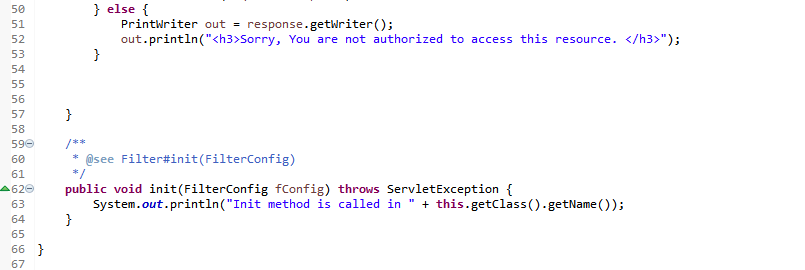 50 } else {
51 PrintWriter out = response.getWriter();
52 out.println("<h3>Sorry, You are not authorized to access this resource. </h3>");
53 }
54
55
56
57 }
58
59 /**
60 * @see Filter#init(FilterConfig)
61 */
62 public void init(FilterConfig fConfig) throws ServletException {
63 System.out.println("Init method is called in " + this.getClass().getName());
64 }
65
66 }
67